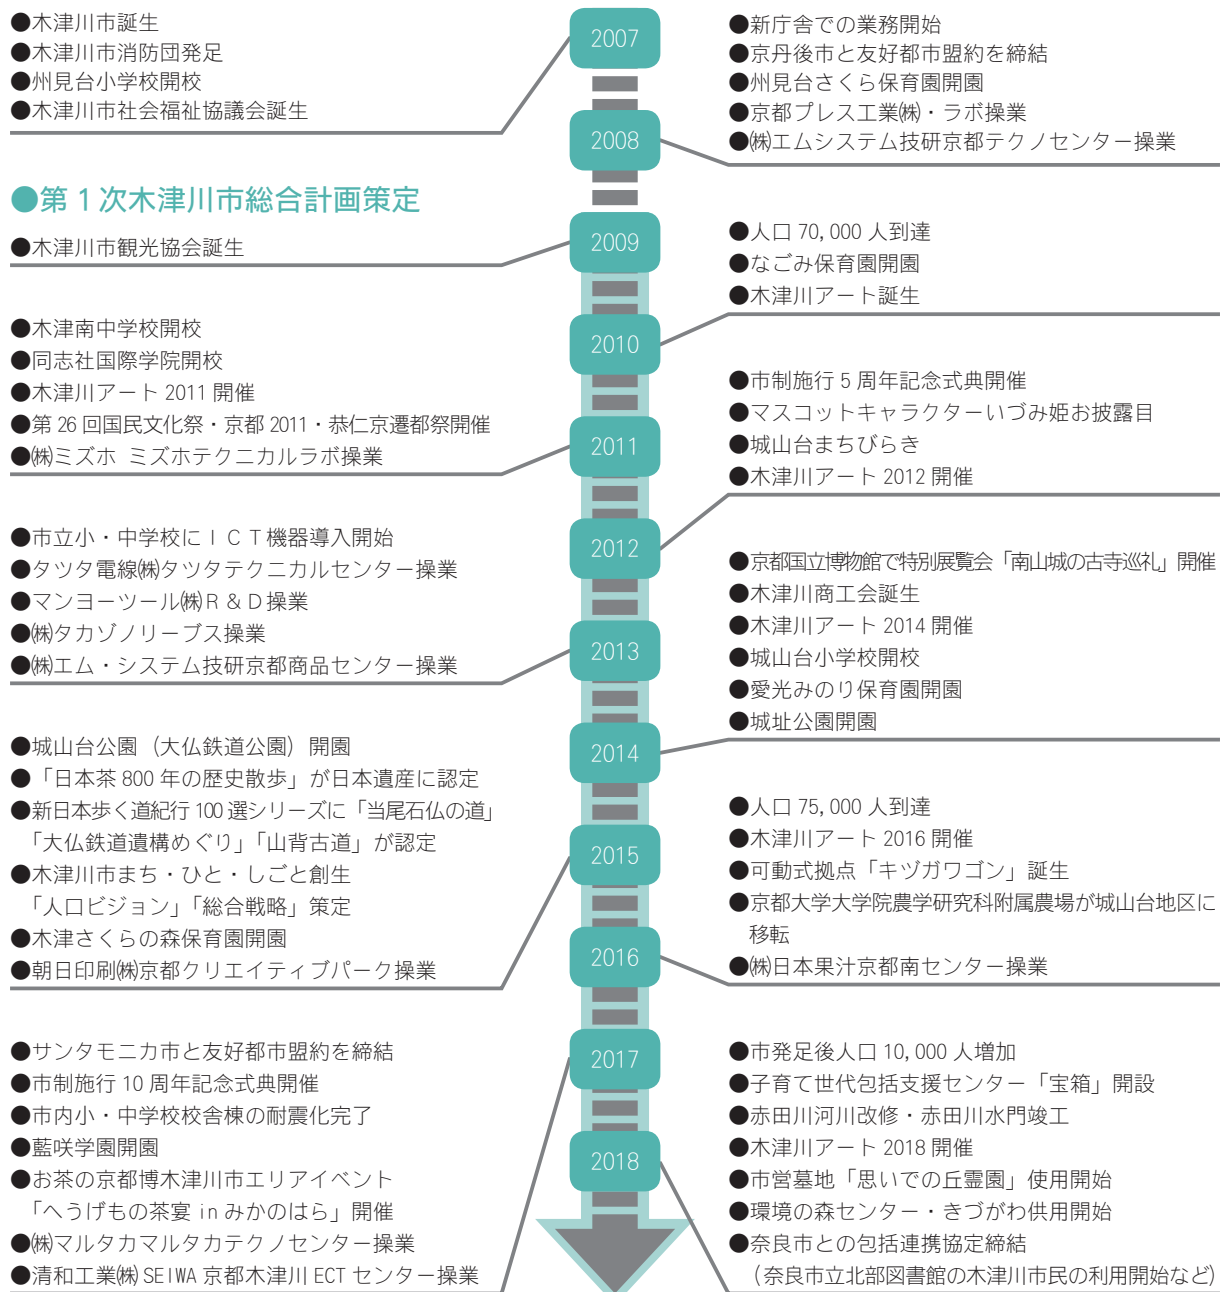 ●木津川市誕生
●木津川市消防団発足
●州見台小学校開校
●木津川市社会福祉協議会誕生
2007
●新庁舎での業務開始
●京丹後市と友好都市盟約を締結
●州見台さくら保育園開園
●京都プレス工業㈱・ラボ操業
●㈱エムシステム技研京都テクノセンター操業
2008
●第1次木津川市総合計画策定
●木津川市観光協会誕生
2009
●人口 70,000 人到達
●なごみ保育園開園
●木津川アート誕生
2010
●木津南中学校開校
●同志社国際学院開校
●木津川アート 2011 開催
●第 26 回国民文化祭・京都 2011・恭仁京遷都祭開催
●㈱ミズホ ミズホテクニカルラボ操業
2011
●市制施行 5 周年記念式典開催
●マスコットキャラクターいづみ姫お披露目
●城山台まちびらき
●木津川アート 2012 開催
2012
●市立小・中学校にＩＣＴ機器導入開始
●タツタ電線㈱タツタテクニカルセンター操業
●マンヨーツール㈱Ｒ＆Ｄ操業
●㈱タカゾノリーブス操業
●㈱エム・システム技研京都商品センター操業
2013
●京都国立博物館で特別展覧会「南山城の古寺巡礼」開催
●木津川商工会誕生
●木津川アート 2014 開催
●城山台小学校開校
●愛光みのり保育園開園
●城址公園開園
2014
●城山台公園（大仏鉄道公園）開園
●「日本茶 800 年の歴史散歩」が日本遺産に認定
●新日本歩く道紀行 100 選シリーズに「当尾石仏の道」
「大仏鉄道遺構めぐり」「山背古道」が認定
●木津川市まち・ひと・しごと創生
「人口ビジョン」「総合戦略」策定
●木津さくらの森保育園開園
●朝日印刷㈱京都クリエイティブパーク操業
2015
●人口 75,000 人到達
●木津川アート 2016 開催
●可動式拠点「キヅガワゴン」誕生
●京都大学大学院農学研究科附属農場が城山台地区に
移転
●㈱日本果汁京都南センター操業
2016
●サンタモニカ市と友好都市盟約を締結
●市制施行 10 周年記念式典開催
●市内小・中学校校舎棟の耐震化完了
●藍咲学園開園
●お茶の京都博木津川市エリアイベント
「へうげもの茶宴 in みかのはら」開催
●㈱マルタカマルタカテクノセンター操業
●清和工業㈱ SEIWA 京都木津川 ECT センター操業
2017
●市発足後人口 10,000 人増加
●子育て世代包括支援センター「宝箱」開設
●赤田川河川改修・赤田川水門竣工
●木津川アート 2018 開催
●市営墓地「思いでの丘霊園」使用開始
●環境の森センター・きづがわ供用開始
●奈良市との包括連携協定締結
（奈良市立北部図書館の木津川市民の利用開始など）
2018